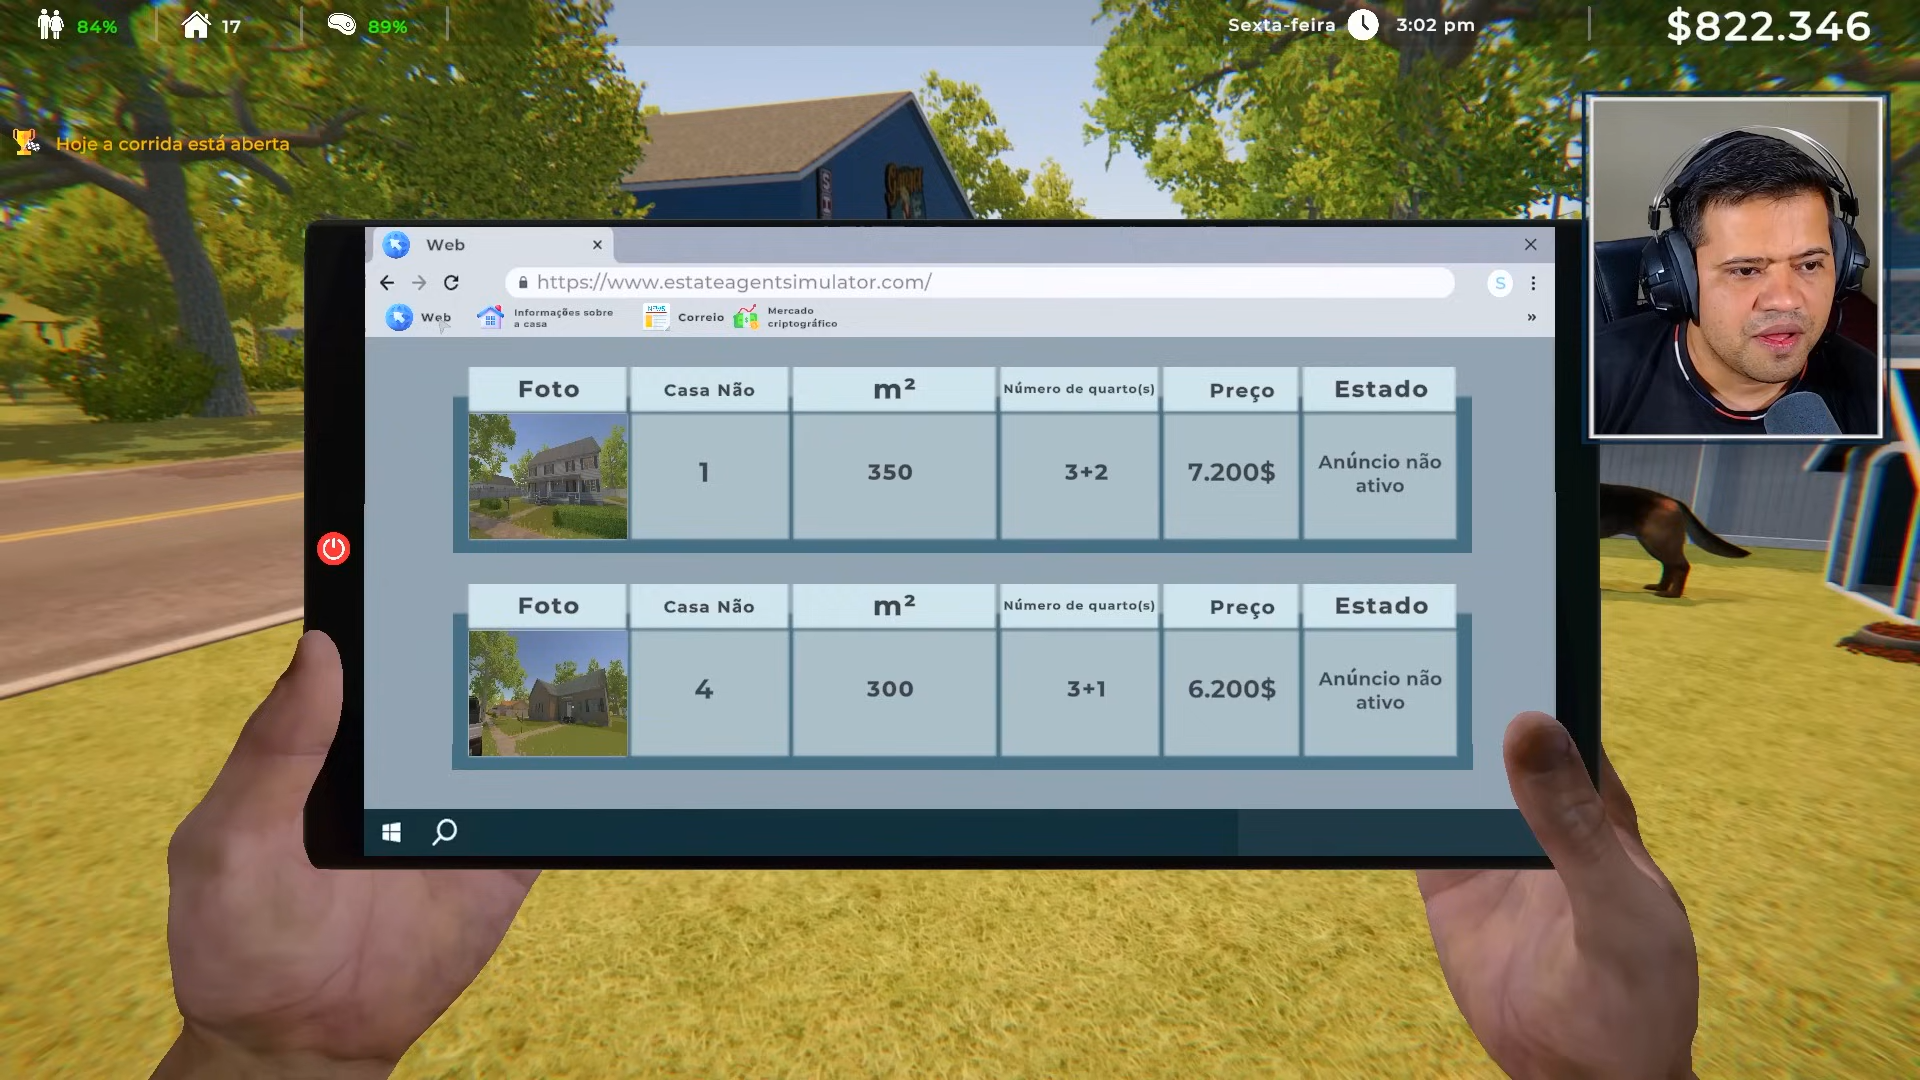 84%
17
89%
Sexta-feira
3:02 pm
$822.346
Hoje a corrida está aberta
Web
https://www.estateagentsimulator.com/
S
Web
Informações sobre
a casa
NEWS
Correio
Mercado
criptográfico
»
Foto
Casa Não
m²
Número de quarto(s)
Preço
Estado
1
350
3+2
7.200$
Anúncio não
ativo
Foto
Casa Não
m²
Número de quarto(s)
Preço
Estado
4
300
3+1
6.200$
Anúncio não
ativo